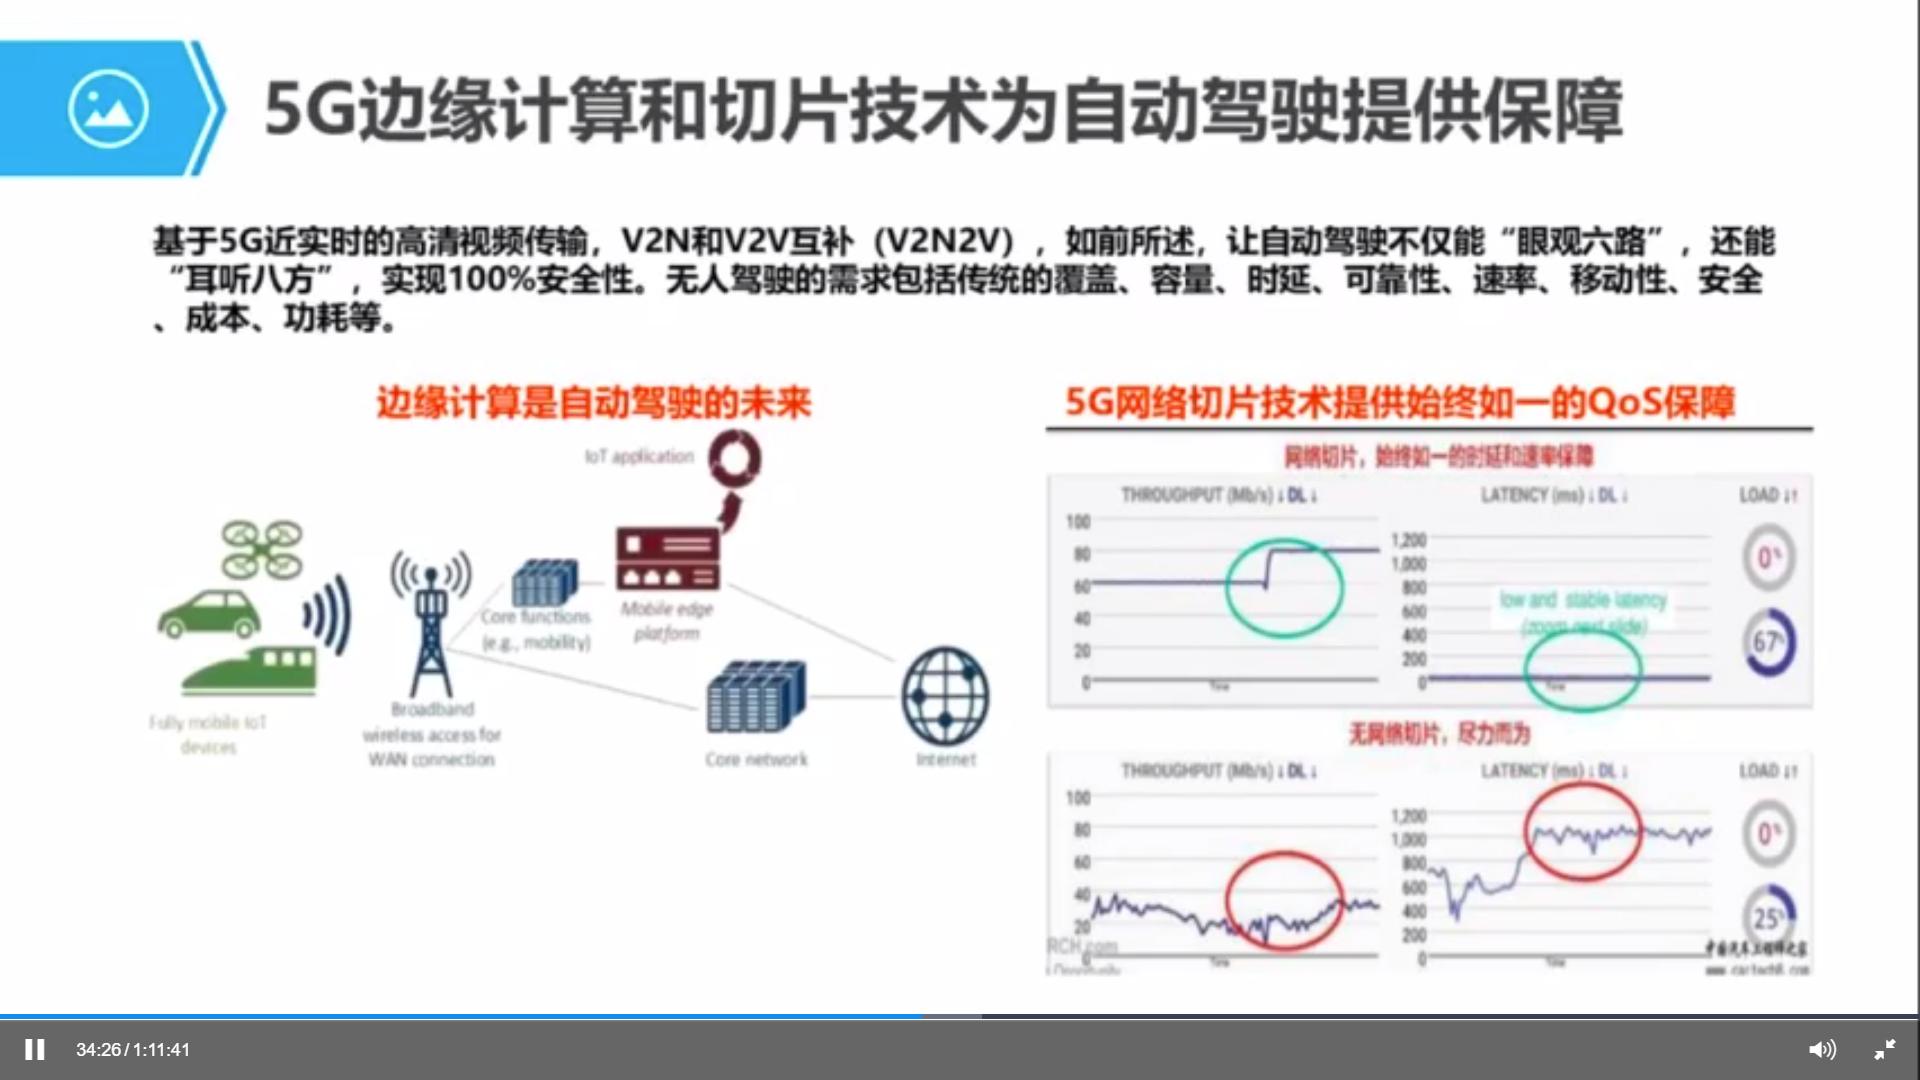 5G边缘计算和切片技术为自动驾驶提供保障
基于5G近实时的高清视频传输，V2N和V2V互补（V2N2V），如前所述，让自动驾驶不仅能“眼观六路”，还能
“耳听八方”，实现100%安全性。无人驾驶的需求包括传统的覆盖、容量、时延、可靠性、速率、移动性、安全
、成本、功耗等。
边缘计算是自动驾驶的未来
IoT application
Core functions
(e.g., mobility)
Mobile edge
platform
Fully mobile IoT
devices
Broadband
wireless access for
WAN connection
Core network
Internet
5G网络切片技术提供始终如一的QoS保障
网络切片，始终如一的时延和速率保障
THROUGHPUT (Mb/s) ↓ DL ↓
100
80
60
40
20
0
Time
LATENCY (ms) ↓ DL ↓
1,200
1,000
800
600
400
200
0
low and stable latency
(zoom next slide)
Time
LOAD ↓↑
0%
67%
无网络切片，尽力而为
THROUGHPUT (Mb/s) ↓ DL ↓
100
80
60
40
20
0
Time
LATENCY (ms) ↓ DL ↓
1,200
1,000
800
600
400
200
0
Time
LOAD ↓↑
0%
25%
RCH.com
中国汽车工程师之家
www.cartech8.com
34:26 / 1:11:41